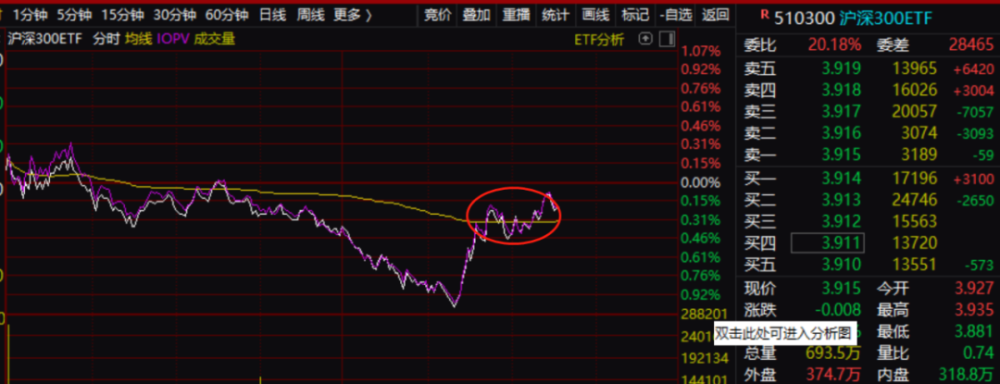 1分钟 5分钟 15分钟 30分钟 60分钟 日线 周线 更多 〉 竞价 叠加 重播 统计 画线 标记 -自选 返回
R 510300 沪深300ETF
沪深300ETF 分时 均线 IOPV 成交量 ETF分析
1.07%
0.92%
0.76%
0.61%
0.46%
0.31%
0.15%
0.00%
0.15%
0.31%
0.46%
0.61%
0.76%
0.92%
288201
24016
192134
144101
委比 20.18% 委差 28465
卖五 3.919 13965 +6420
卖四 3.918 16026 +3004
卖三 3.917 20057 -7057
卖二 3.916 3074 -3093
卖一 3.915 3189 -59
买一 3.914 17196 +3100
买二 3.913 24746 -2650
买三 3.912 15563
买四 3.911 13720
买五 3.910 13551 -573
现价 3.915 今开 3.927
涨跌 -0.008 最高 3.935
双击此处可进入分析图 最低 3.881
总量 693.5万 量比 0.74
外盘 374.7万 内盘 318.8万